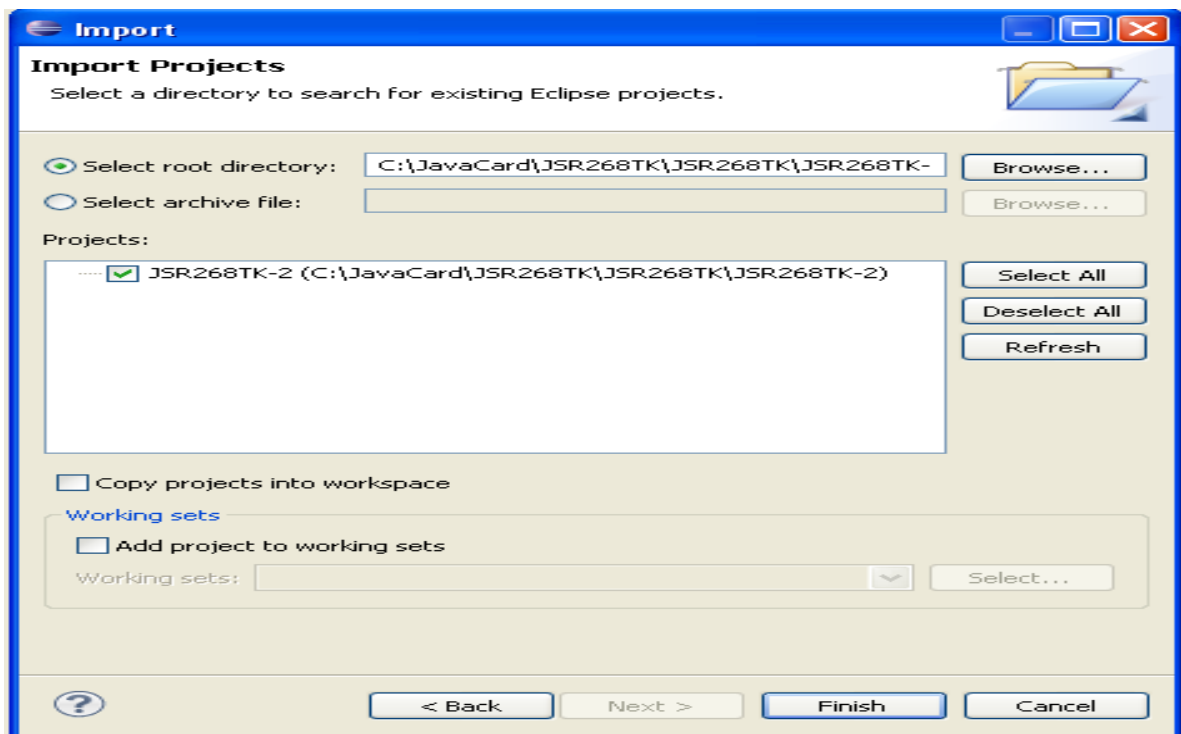 Import
Import Projects
Select a directory to search for existing Eclipse projects.
Select root directory: C:\JavaCard\JSR268TK\JSR268TK\JSR268TK- Browse...
Select archive file: Browse...
Projects:
JSR268TK-2 (C:\JavaCard\JSR268TK\JSR268TK\JSR268TK-2) Select All
Deselect All
Refresh
Copy projects into workspace
Working sets
Add project to working sets
Working sets: Select...
? < Back Next > Finish Cancel